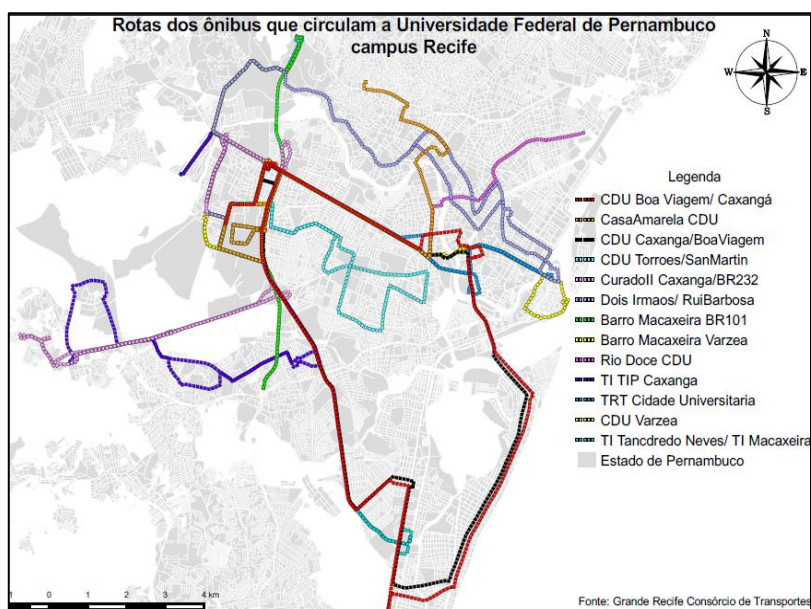 Rotas dos ônibus que circulam a Universidade Federal de Pernambuco
campus Recife
N
W E
S
Legenda
CDU Boa Viagem/ Caxangá
CasaAmarela CDU
CDU Caxanga/BoaViagem
CDU Torroes/SanMartin
CuradoII Caxanga/BR232
Dois Irmaos/ RuiBarbosa
Barro Macaxeira BR101
Barro Macaxeira Varzea
Rio Doce CDU
TI TIP Caxanga
TRT Cidade Universitaria
CDU Varzea
TI Tancdredo Neves/ TI Macaxeira
Estado de Pernambuco
1 0 1 2 3 4 km
Fonte: Grande Recife Consórcio de Transportes